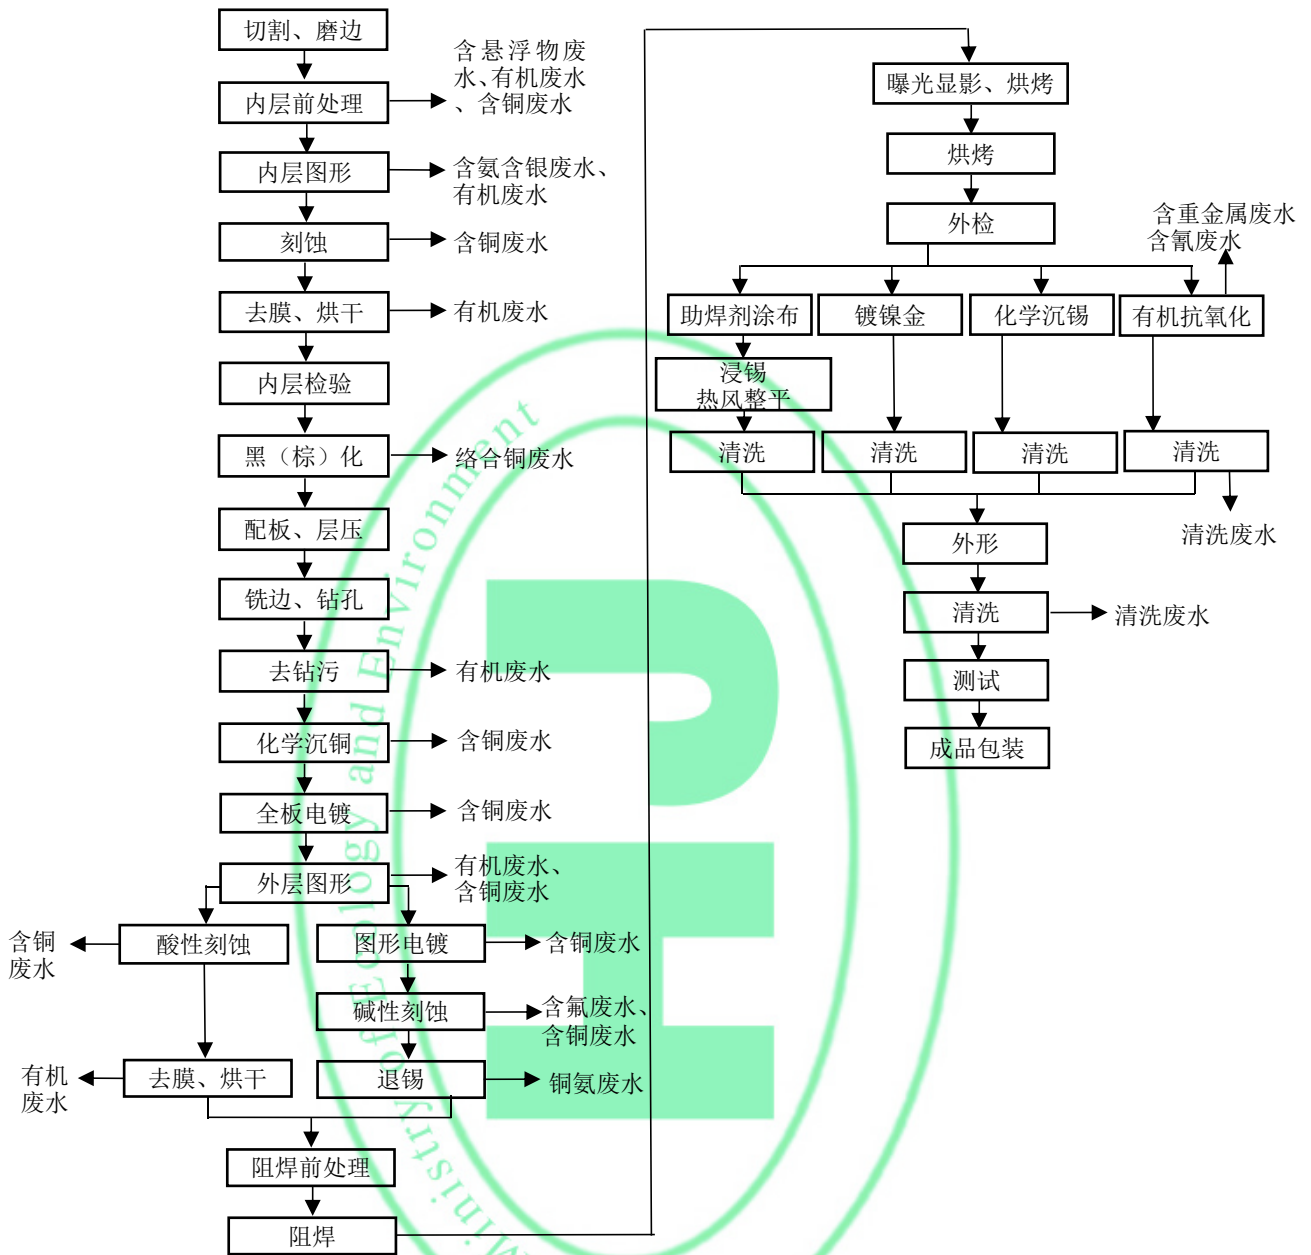 切割、磨边
内层前处理
含悬浮物废
水、有机废水
、含铜废水
内层图形
含氨含银废水、
有机废水
刻蚀
含铜废水
去膜、烘干
有机废水
内层检验
黑（棕）化
络合铜废水
配板、层压
铣边、钻孔
去钻污
有机废水
化学沉铜
含铜废水
全板电镀
含铜废水
外层图形
有机废水、
含铜废水
酸性刻蚀
含铜
废水
图形电镀
含铜废水
碱性刻蚀
含氟废水、
含铜废水
去膜、烘干
有机
废水
退锡
铜氨废水
阻焊前处理
阻焊
曝光显影、烘烤
烘烤
外检
含重金属废水
含氰废水
助焊剂涂布
镀镍金
化学沉锡
有机抗氧化
浸锡
热风整平
清洗
清洗
清洗
清洗
清洗废水
外形
清洗
清洗废水
测试
成品包装
Ministry of Ecology and Environment